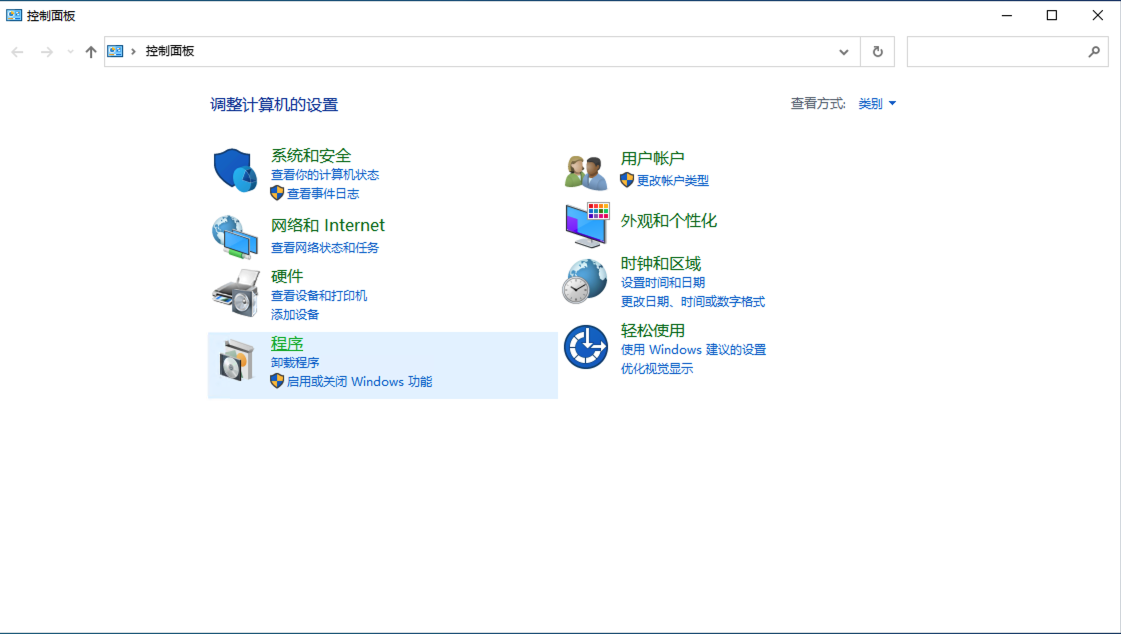 控制面板
控制面板
调整计算机的设置
查看方式: 类别
系统和安全
查看你的计算机状态
查看事件日志
网络和 Internet
查看网络状态和任务
硬件
查看设备和打印机
添加设备
程序
卸载程序
启用或关闭 Windows 功能
用户帐户
更改帐户类型
外观和个性化
时钟和区域
设置时间和日期
更改日期、时间或数字格式
轻松使用
使用 Windows 建议的设置
优化视觉显示